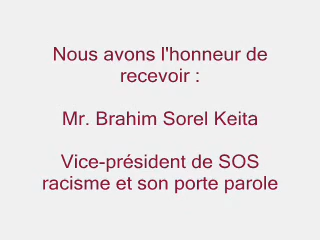 Nous avons l'honneur de
recevoir :
Mr. Brahim Sorel Keita
Vice-président de SOS
racisme et son porte parole